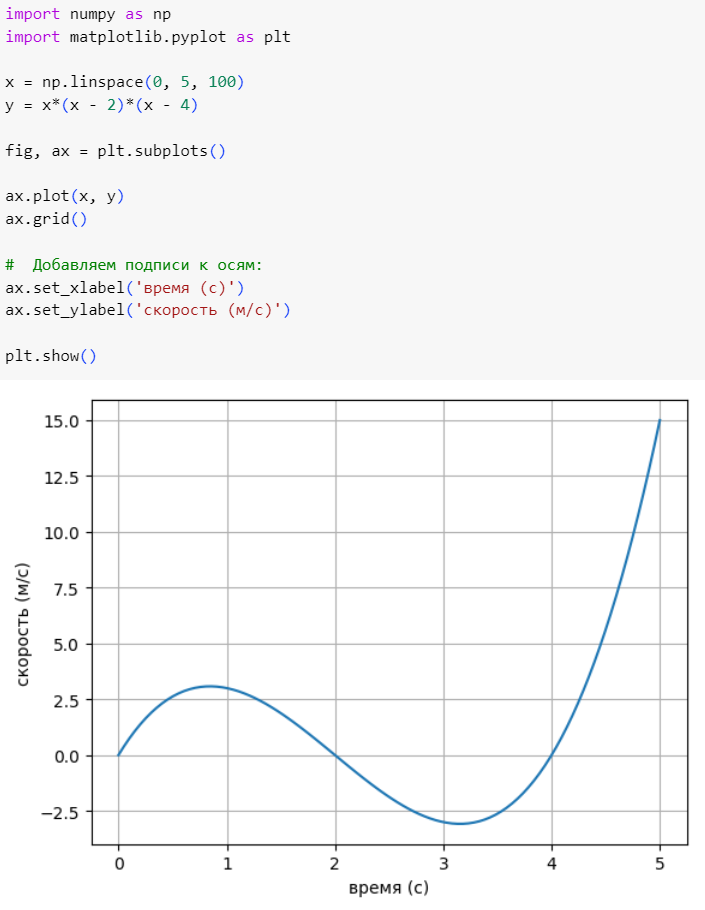 import numpy as np
import matplotlib.pyplot as plt
x = np.linspace(0, 5, 100)
y = x*(x - 2)*(x - 4)
fig, ax = plt.subplots()
ax.plot(x, y)
ax.grid()
#  Добавляем подписи к осям:
ax.set_xlabel('время (с)')
ax.set_ylabel('скорость (м/с)')
plt.show()
15.0
12.5
10.0
7.5
5.0
2.5
0.0
−2.5
скорость (м/с)
0 1 2 3 4 5
время (с)